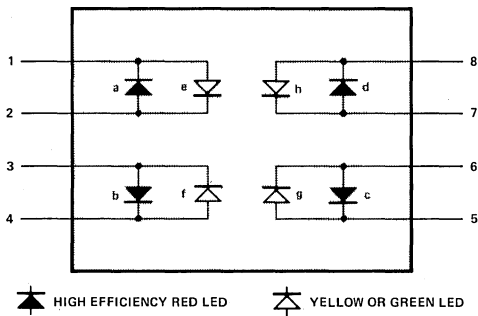 1 8
a e h d
2 7
3 6
b f g c
4 5
HIGH EFFICIENCY RED LED YELLOW OR GREEN LED